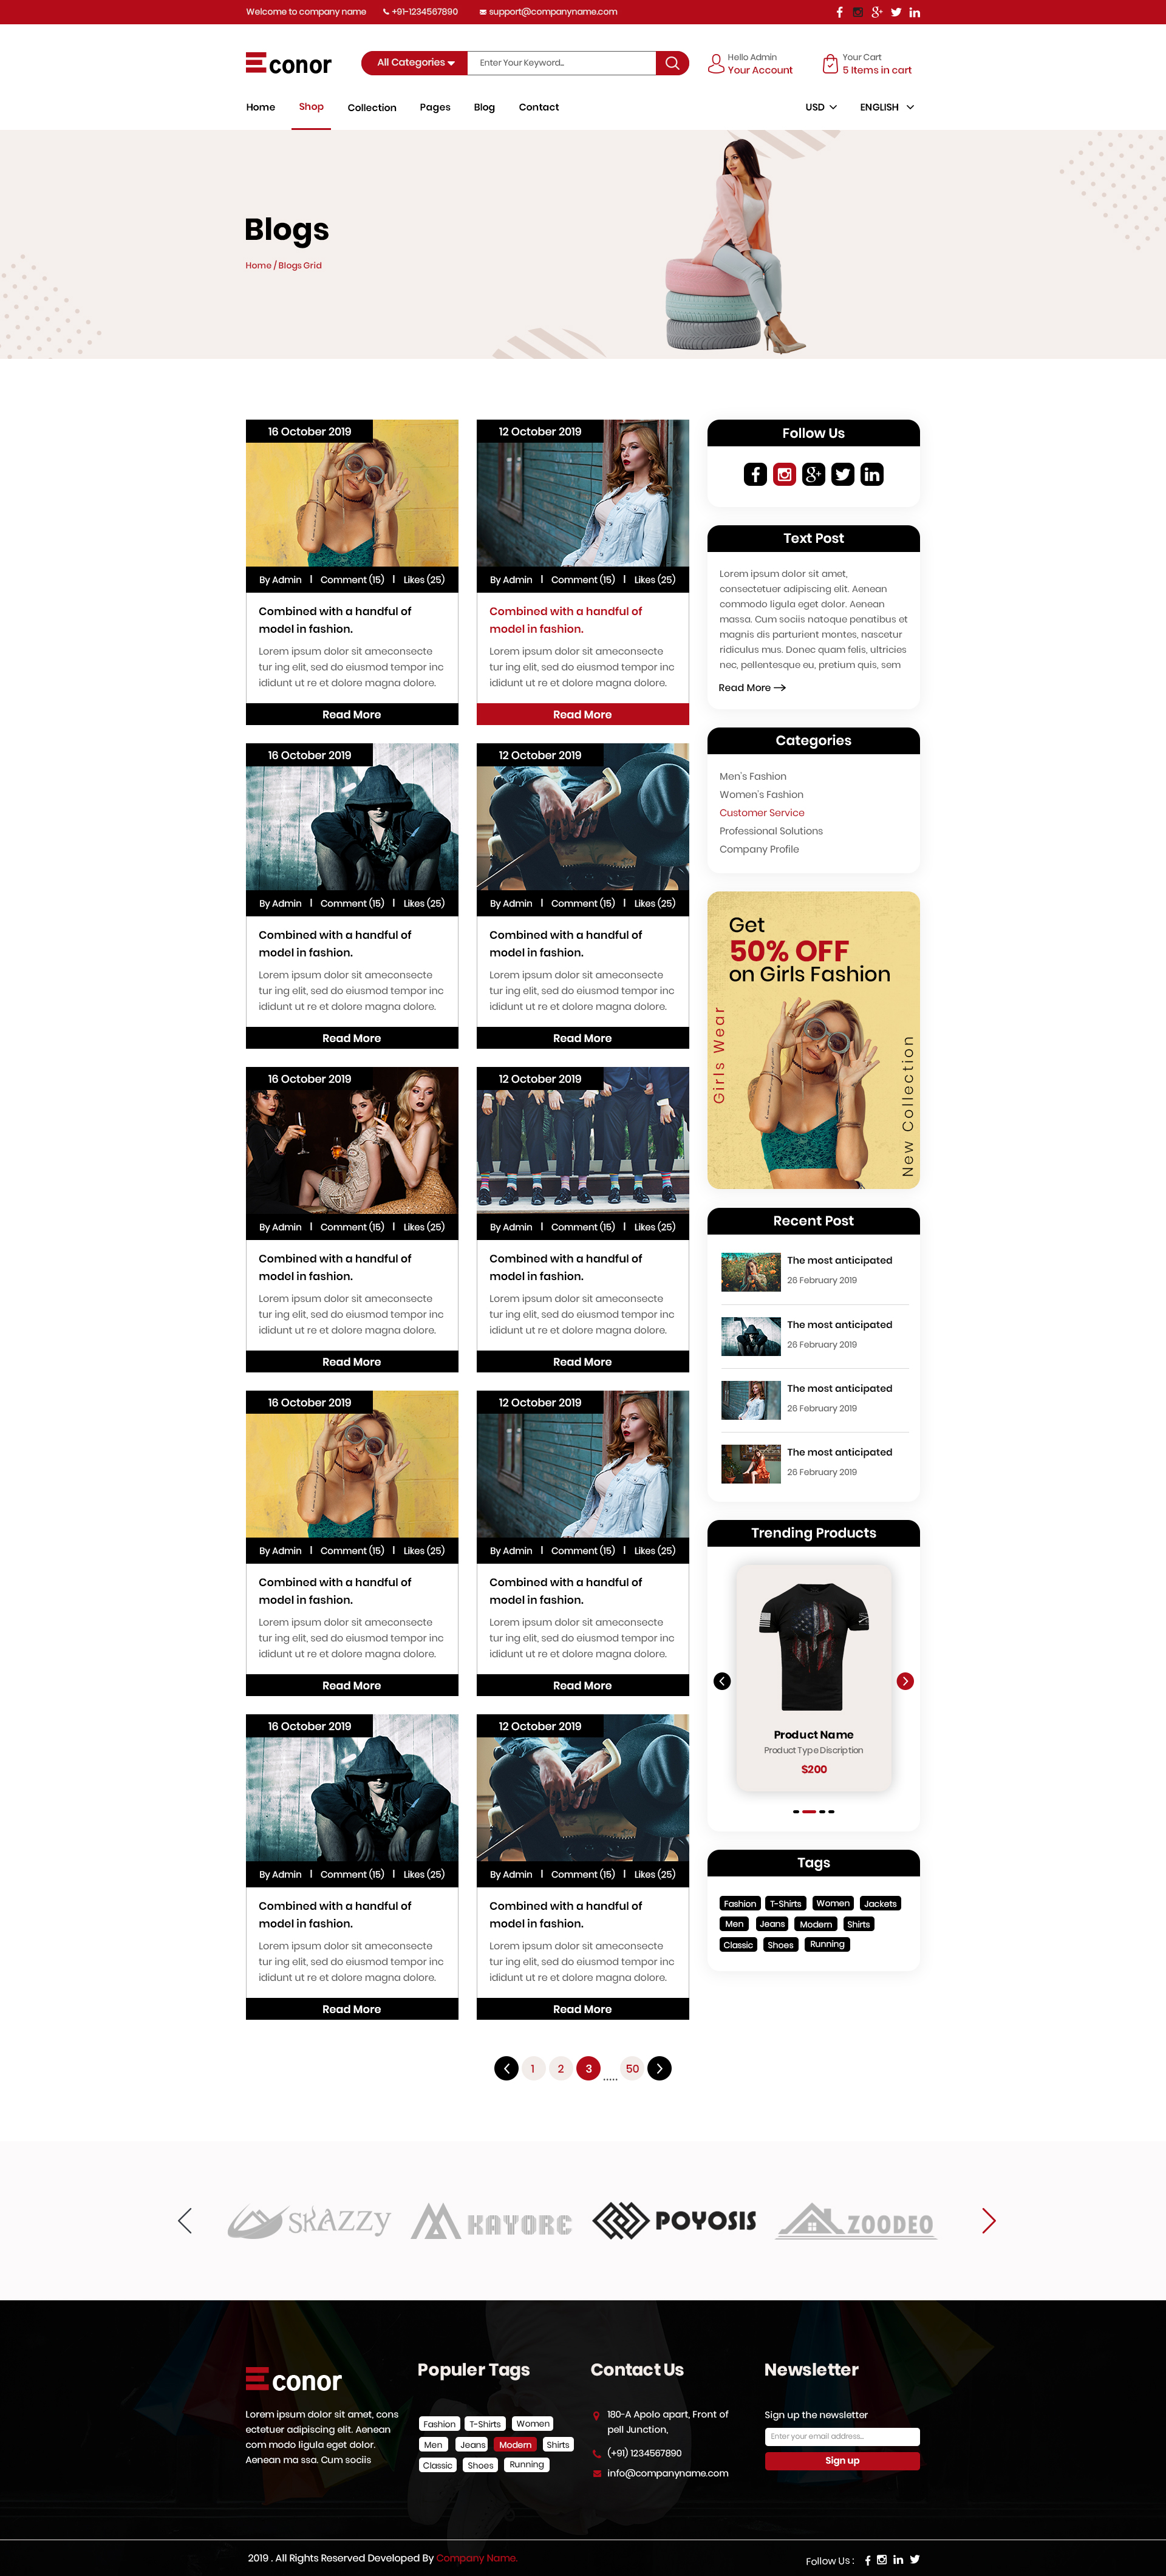 Welcome to company name +91-1234567890 support@companyname.com
Econor
All Categories Enter Your Keyword...
Hello Admin
Your Account
Your Cart
5 Items in cart
Home Shop Collection Pages Blog Contact USD ENGLISH
Blogs
Home / Blogs Grid
16 October 2019
By Admin | Comment (15) | Likes (25)
Combined with a handful of
model in fashion.
Lorem ipsum dolor sit ameconsecte
tur ing elit, sed do eiusmod tempor inc
ididunt ut re et dolore magna dolore.
Read More
12 October 2019
By Admin | Comment (15) | Likes (25)
Combined with a handful of
model in fashion.
Lorem ipsum dolor sit ameconsecte
tur ing elit, sed do eiusmod tempor inc
ididunt ut re et dolore magna dolore.
Read More
16 October 2019
By Admin | Comment (15) | Likes (25)
Combined with a handful of
model in fashion.
Lorem ipsum dolor sit ameconsecte
tur ing elit, sed do eiusmod tempor inc
ididunt ut re et dolore magna dolore.
Read More
12 October 2019
By Admin | Comment (15) | Likes (25)
Combined with a handful of
model in fashion.
Lorem ipsum dolor sit ameconsecte
tur ing elit, sed do eiusmod tempor inc
ididunt ut re et dolore magna dolore.
Read More
16 October 2019
By Admin | Comment (15) | Likes (25)
Combined with a handful of
model in fashion.
Lorem ipsum dolor sit ameconsecte
tur ing elit, sed do eiusmod tempor inc
ididunt ut re et dolore magna dolore.
Read More
12 October 2019
By Admin | Comment (15) | Likes (25)
Combined with a handful of
model in fashion.
Lorem ipsum dolor sit ameconsecte
tur ing elit, sed do eiusmod tempor inc
ididunt ut re et dolore magna dolore.
Read More
16 October 2019
By Admin | Comment (15) | Likes (25)
Combined with a handful of
model in fashion.
Lorem ipsum dolor sit ameconsecte
tur ing elit, sed do eiusmod tempor inc
ididunt ut re et dolore magna dolore.
Read More
12 October 2019
By Admin | Comment (15) | Likes (25)
Combined with a handful of
model in fashion.
Lorem ipsum dolor sit ameconsecte
tur ing elit, sed do eiusmod tempor inc
ididunt ut re et dolore magna dolore.
Read More
16 October 2019
By Admin | Comment (15) | Likes (25)
Combined with a handful of
model in fashion.
Lorem ipsum dolor sit ameconsecte
tur ing elit, sed do eiusmod tempor inc
ididunt ut re et dolore magna dolore.
Read More
12 October 2019
By Admin | Comment (15) | Likes (25)
Combined with a handful of
model in fashion.
Lorem ipsum dolor sit ameconsecte
tur ing elit, sed do eiusmod tempor inc
ididunt ut re et dolore magna dolore.
Read More
Follow Us
Text Post
Lorem ipsum dolor sit amet,
consectetuer adipiscing elit. Aenean
commodo ligula eget dolor. Aenean
massa. Cum sociis natoque penatibus et
magnis dis parturient montes, nascetur
ridiculus mus. Donec quam felis, ultricies
nec, pellentesque eu, pretium quis, sem
Read More
Categories
Men's Fashion
Women's Fashion
Customer Service
Professional Solutions
Company Profile
Get
50% OFF
on Girls Fashion
Girls Wear
New Collection
Recent Post
The most anticipated
26 February 2019
The most anticipated
26 February 2019
The most anticipated
26 February 2019
The most anticipated
26 February 2019
Trending Products
Product Name
Product Type Discription
$200
Tags
Fashion T-Shirts Women Jackets
Men Jeans Modern Shirts
Classic Shoes Running
1 2 3 ..... 50
SKAZZY KAYORE POYOSIS ZOODEO
Econor
Lorem ipsum dolor sit amet, cons
ectetuer adipiscing elit. Aenean
com modo ligula eget dolor.
Aenean ma ssa. Cum sociis
Populer Tags
Fashion T-Shirts Women
Men Jeans Modern Shirts
Classic Shoes Running
Contact Us
180-A Apolo apart, Front of
pell Junction,
(+91) 1234567890
info@companyname.com
Newsletter
Sign up the newsletter
Enter your email address...
Sign up
2019 . All Rights Reserved Developed By Company Name.
Follow Us :